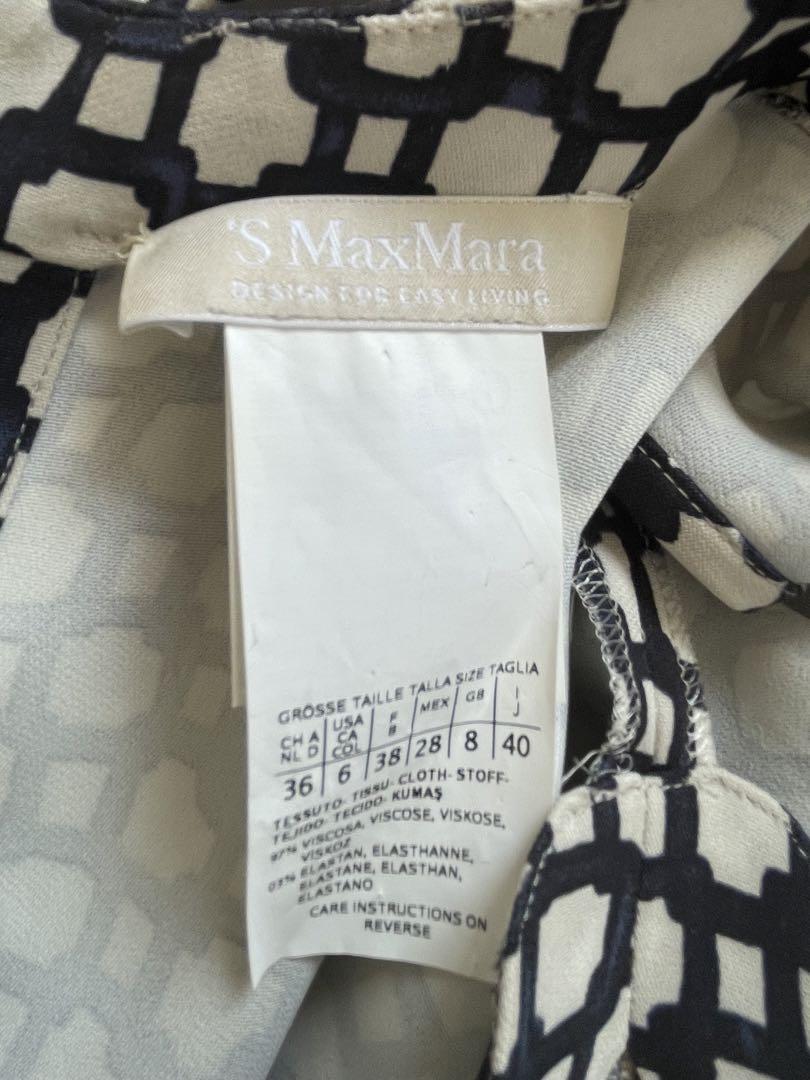 'S MaxMara
DESIGN FOR EASY LIVING
GRÖSSE TAILLE TALLA SIZE TAGLIA
CH A NL D USA CA COL F B MEX GB I J
36 6 38 28 8 40
TESSUTO- TISSU- CLOTH- STOFF-
TEJIDO- TECIDO- KUMAŞ
97% VISCOSA, VISCOSE, VISKOSE,
VISKOZ
03% ELASTAN, ELASTHANNE,
ELASTANE, ELASTHAN,
ELASTANO
CARE INSTRUCTIONS ON
REVERSE